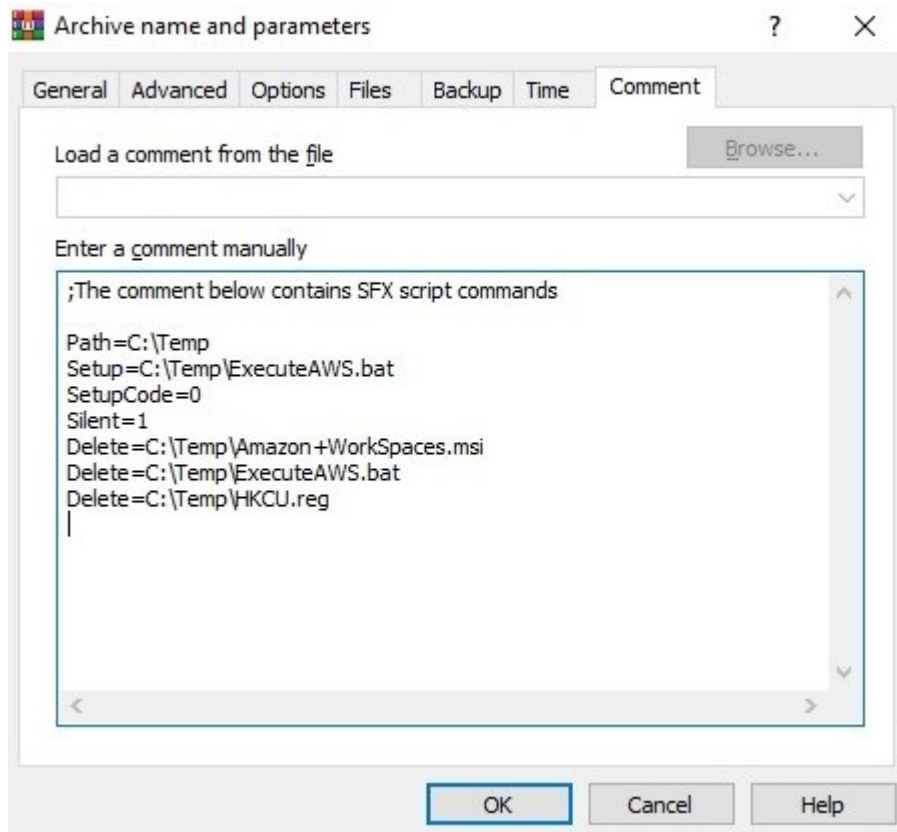 Archive name and parameters ?
General Advanced Options Files Backup Time Comment
Load a comment from the file Browse...
Enter a comment manually
;The comment below contains SFX script commands
Path=C:\Temp
Setup=C:\Temp\ExecuteAWS.bat
SetupCode=0
Silent=1
Delete=C:\Temp\Amazon+WorkSpaces.msi
Delete=C:\Temp\ExecuteAWS.bat
Delete=C:\Temp\HKCU.reg
OK Cancel Help